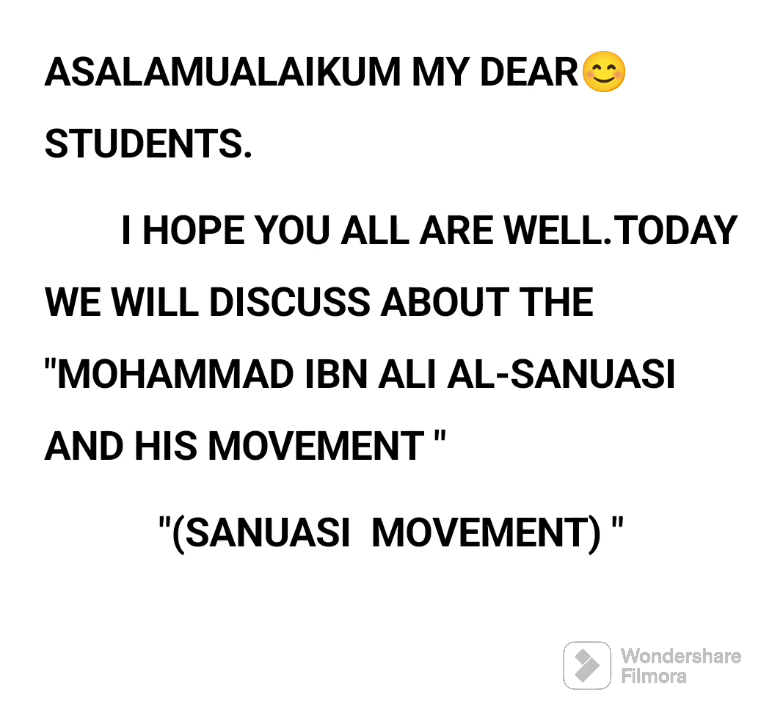 ASALAMUALAIKUM MY DEAR😊
STUDENTS.
I HOPE YOU ALL ARE WELL.TODAY
WE WILL DISCUSS ABOUT THE
"MOHAMMAD IBN ALI AL-SANUASI
AND HIS MOVEMENT "
"(SANUASI  MOVEMENT) "
Wondershare
Filmora